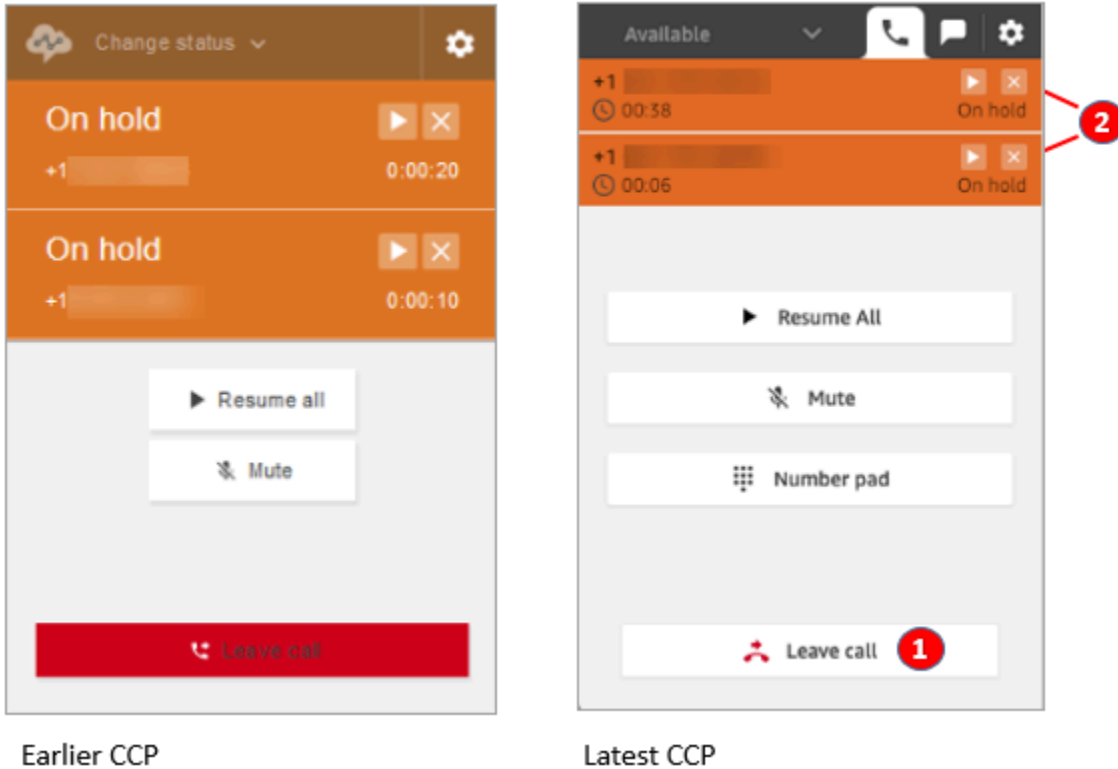 Change status
On hold
+1
0:00:20
On hold
+1
0:00:10
Resume all
Mute
Leave call
Earlier CCP
Available
+1
00:38
On hold
+1
00:06
On hold
2
Resume All
Mute
Number pad
Leave call
1
Latest CCP